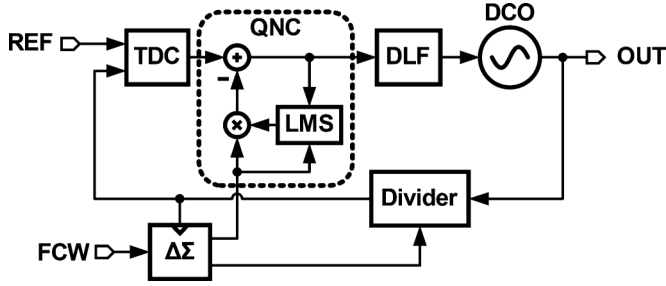 QNC
DCO
REF
TDC
+
−
DLF
OUT
×
LMS
Divider
FCW
ΔΣ